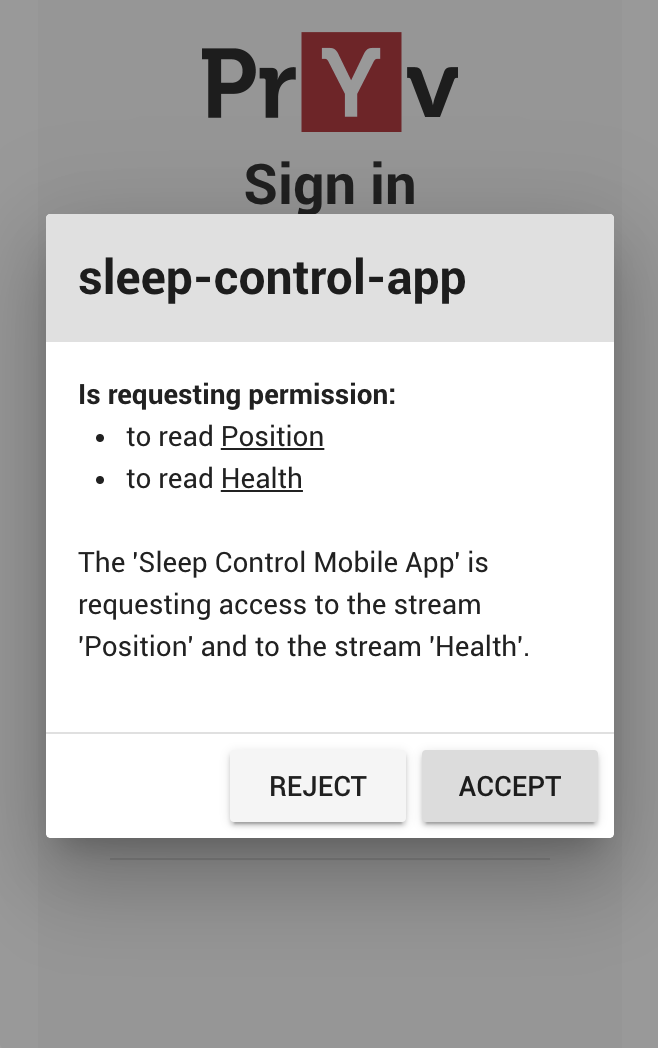 PrYv
Sign in
sleep-control-app
Is requesting permission:
• to read Position
• to read Health
The 'Sleep Control Mobile App' is
requesting access to the stream
'Position' and to the stream 'Health'.
REJECT ACCEPT